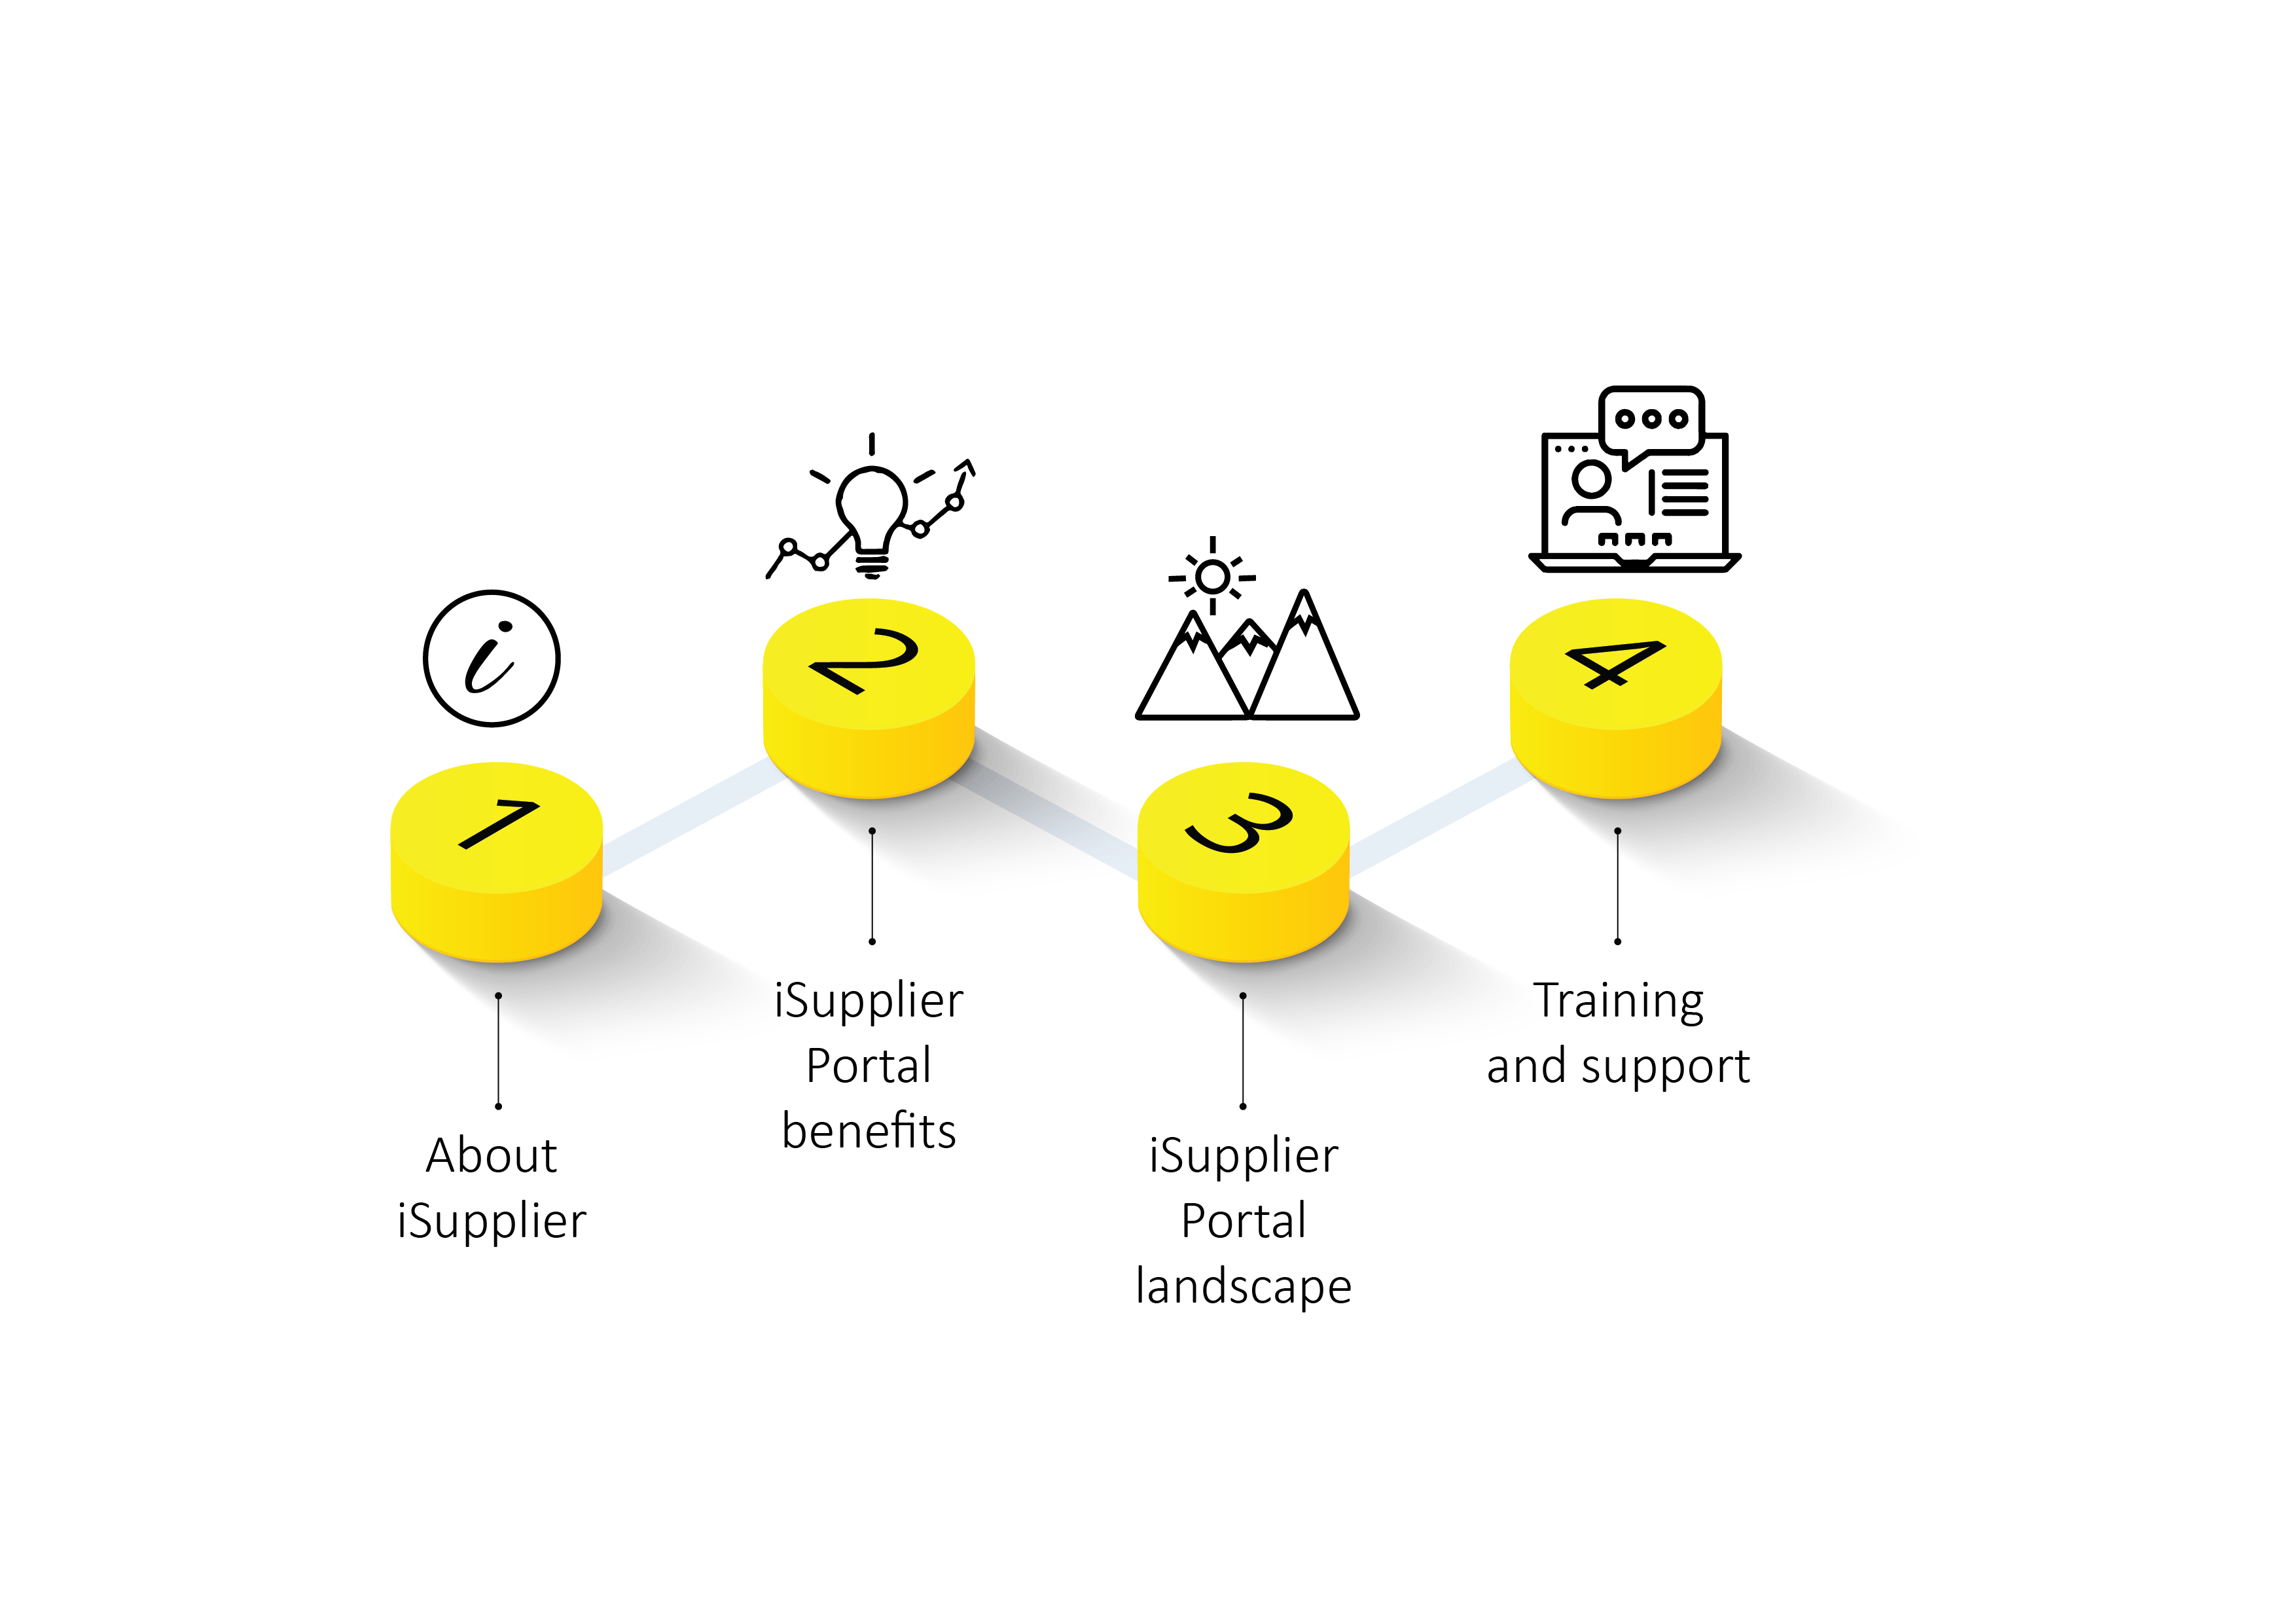 i
1
About
iSupplier
2
iSupplier
Portal
benefits
3
iSupplier
Portal
landscape
4
Training
and support